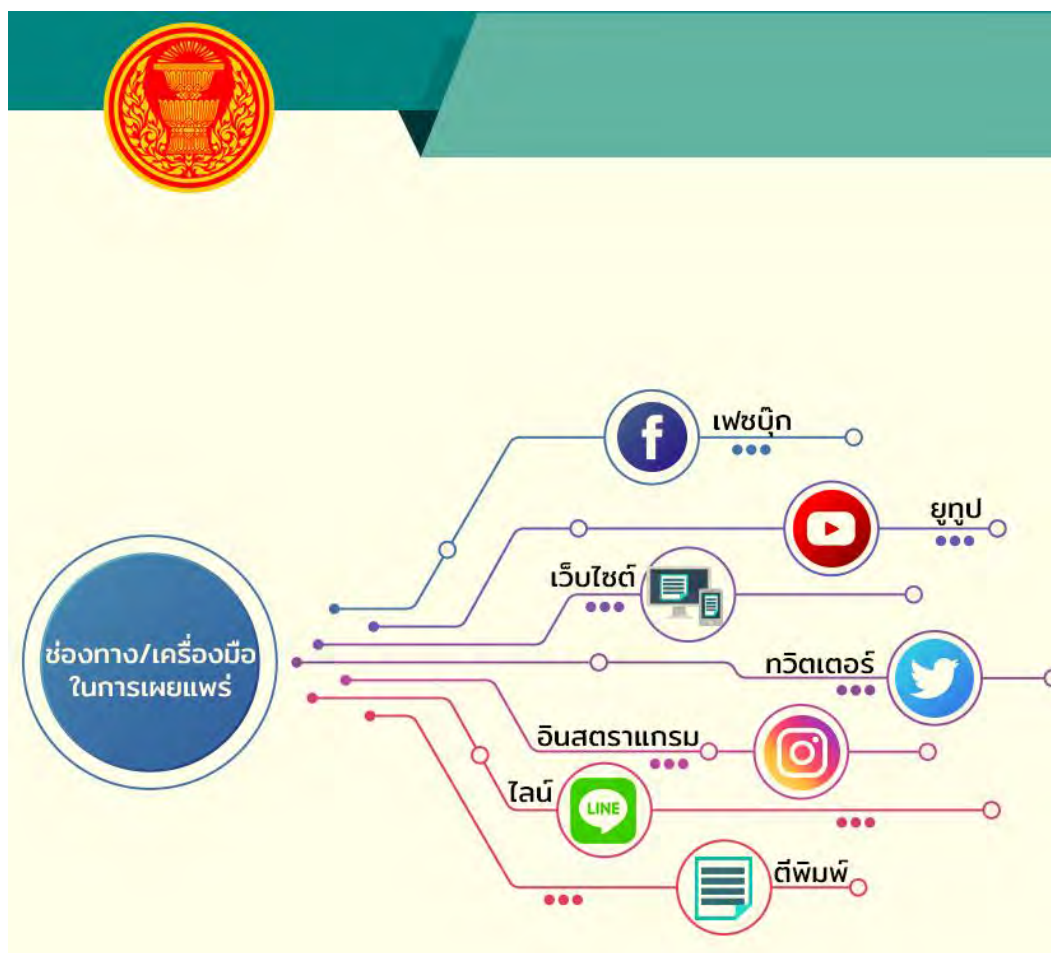 เฟซบุ๊ก
ยูทูป
เว็บไซต์
ช่องทาง/เครื่องมือ
ในการเผยแพร่
ทวิตเตอร์
อินสตราแกรม
ไลน์
LINE
ตีพิมพ์